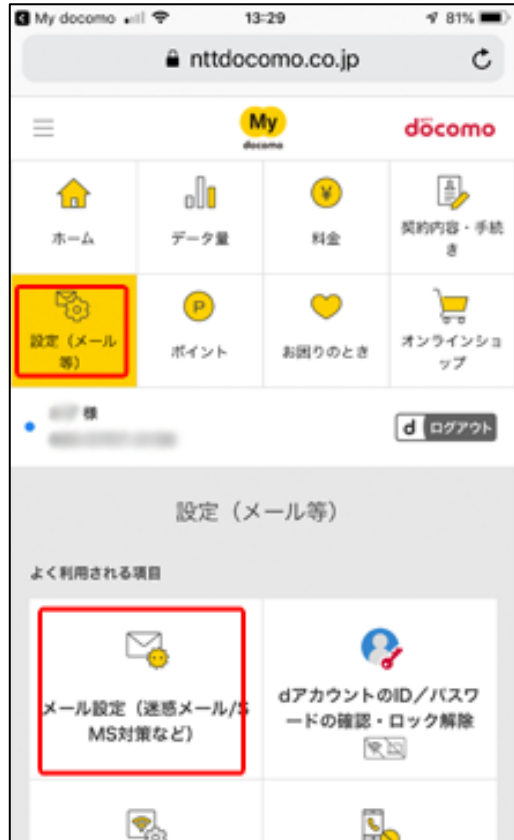 My docomo 13:29 81%
nttdocomo.co.jp
My
docomo
döcomo
ホーム
データ量
¥
料金
契約内容・手続
き
設定（メール
等）
P
ポイント
お困りのとき
オンラインショ
ップ
様
d ログアウト
設定（メール等）
よく利用される項目
メール設定（迷惑メール/S
MS対策など）
dアカウントのID／パスワ
ードの確認・ロック解除